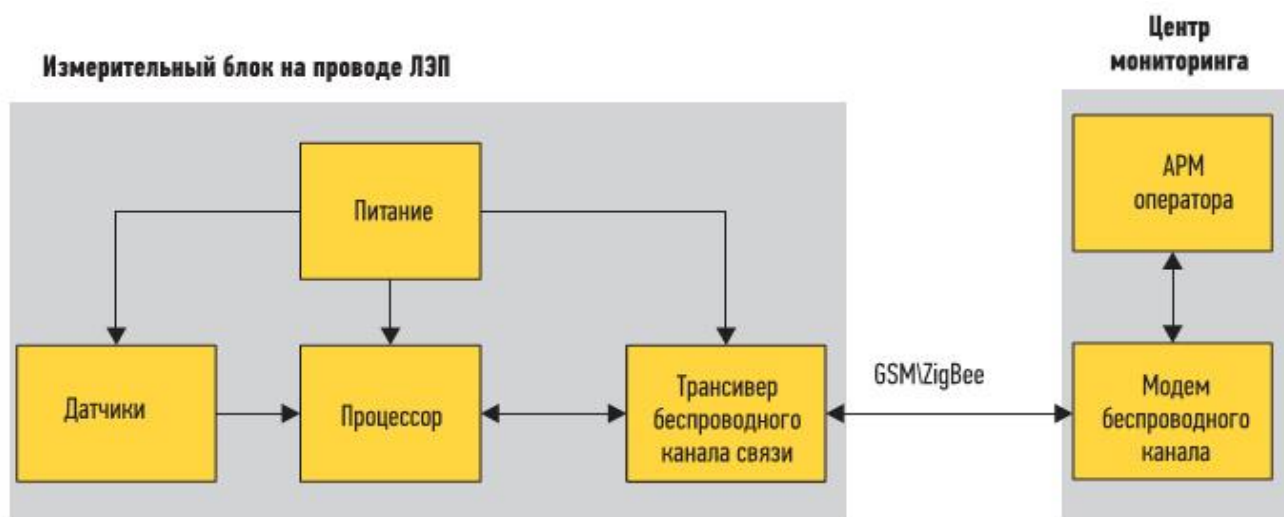 Измерительный блок на проводе ЛЭП
Центр
мониторинга
Питание
АРМ
оператора
Датчики
Процессор
Трансивер
беспроводного
канала связи
GSM\ZigBee
Модем
беспроводного
канала